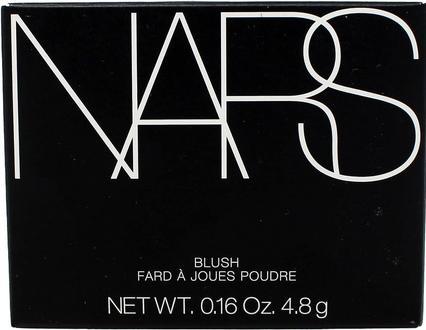 NARS
BLUSH
FARD À JOUES POUDRE
NET WT. 0.16 Oz. 4.8 g